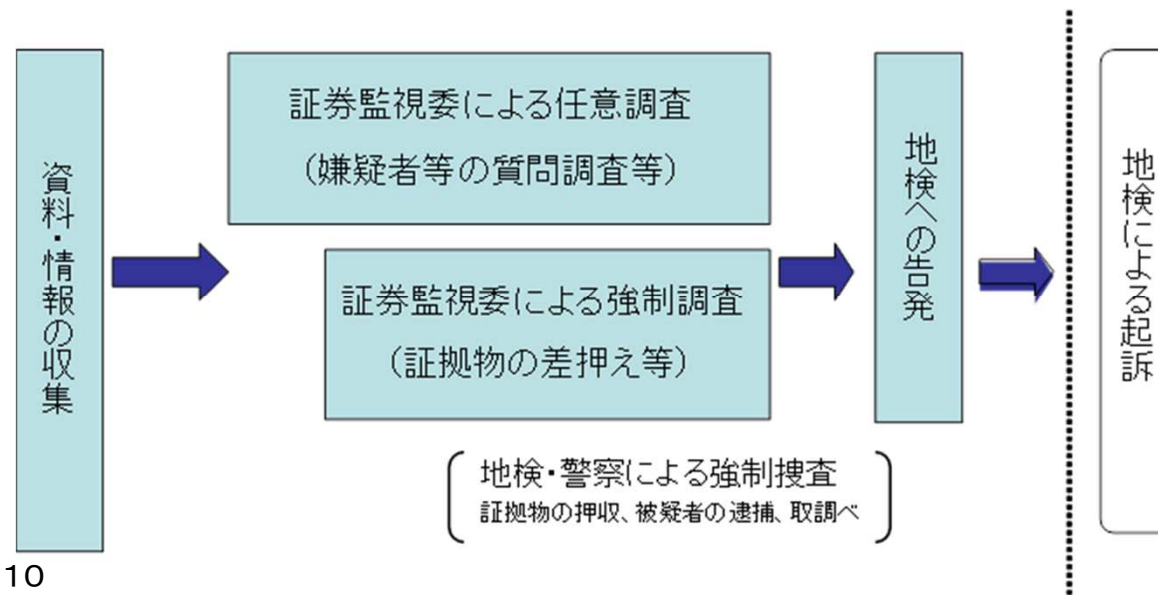 資料・情報の収集
証券監視委による任意調査
(嫌疑者等の質問調査等)
証券監視委による強制調査
(証拠物の差押え等)
地検・警察による強制捜査
証拠物の押収、被疑者の逮捕、取調べ
地検への告発
地検による起訴
10